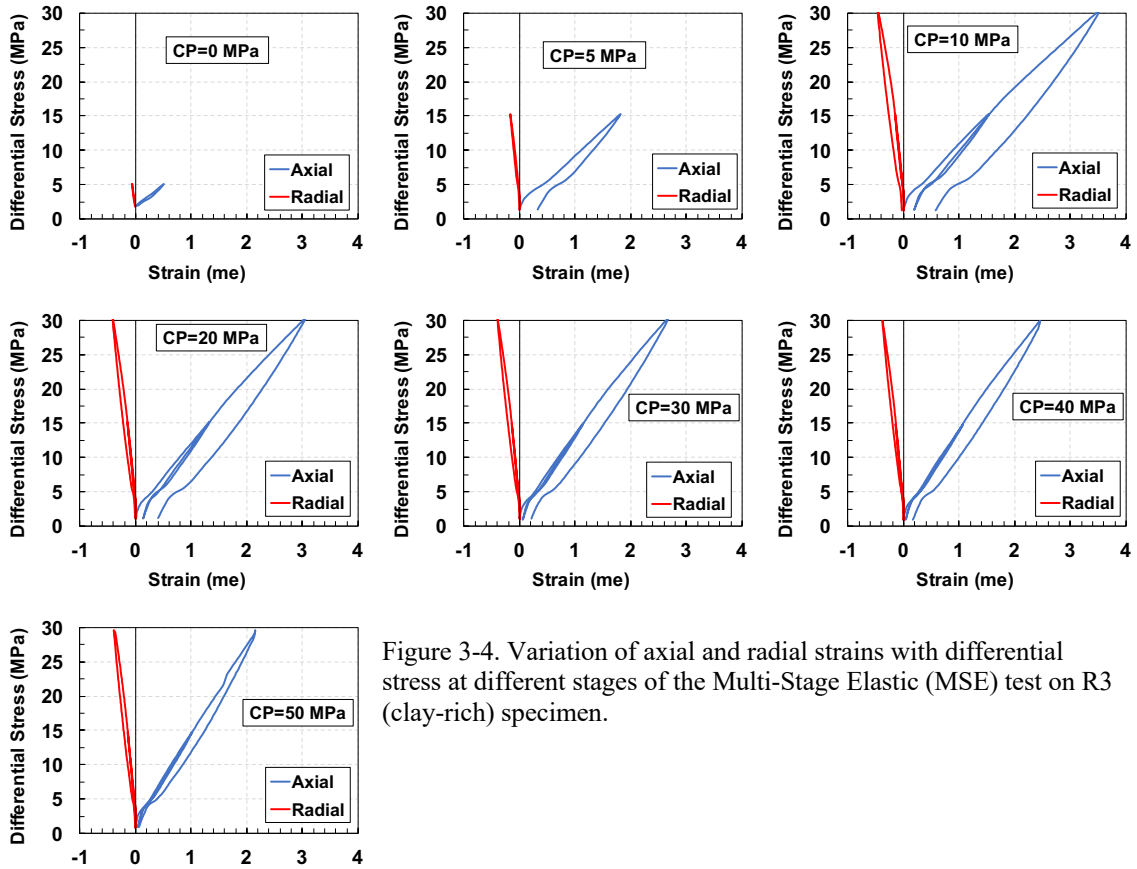 30
25
20
15
10
5
0
Differential Stress (MPa)
CP=0 MPa
Axial
Radial
-1 0 1 2 3 4
Strain (me)
30
25
20
15
10
5
0
Differential Stress (MPa)
CP=5 MPa
Axial
Radial
-1 0 1 2 3 4
Strain (me)
30
25
20
15
10
5
0
Differential Stress (MPa)
CP=10 MPa
Axial
Radial
-1 0 1 2 3 4
Strain (me)
30
25
20
15
10
5
0
Differential Stress (MPa)
CP=20 MPa
Axial
Radial
-1 0 1 2 3 4
Strain (me)
30
25
20
15
10
5
0
Differential Stress (MPa)
CP=30 MPa
Axial
Radial
-1 0 1 2 3 4
Strain (me)
30
25
20
15
10
5
0
Differential Stress (MPa)
CP=40 MPa
Axial
Radial
-1 0 1 2 3 4
Strain (me)
30
25
20
15
10
5
0
Differential Stress (MPa)
CP=50 MPa
Axial
Radial
-1 0 1 2 3 4
Strain (me)
Figure 3-4. Variation of axial and radial strains with differential
stress at different stages of the Multi-Stage Elastic (MSE) test on R3
(clay-rich) specimen.